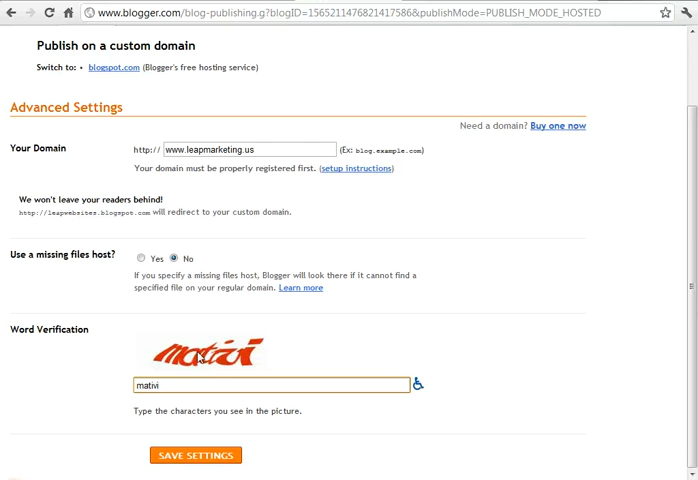 www.blogger.com/blog-publishing.g?blogID=1565211476821417586&publishMode=PUBLISH_MODE_HOSTED
Publish on a custom domain
Switch to: • blogspot.com (Blogger's free hosting service)
Advanced Settings
Need a domain? Buy one now
Your Domain http:// www.leapmarketing.us (Ex: blog.example.com)
Your domain must be properly registered first. (setup instructions)
We won't leave your readers behind!
http://leapwebsites.blogspot.com will redirect to your custom domain.
Use a missing files host? Yes No
If you specify a missing files host, Blogger will look there if it cannot find a
specified file on your regular domain. Learn more
Word Verification
mativi
mativi
Type the characters you see in the picture.
SAVE SETTINGS